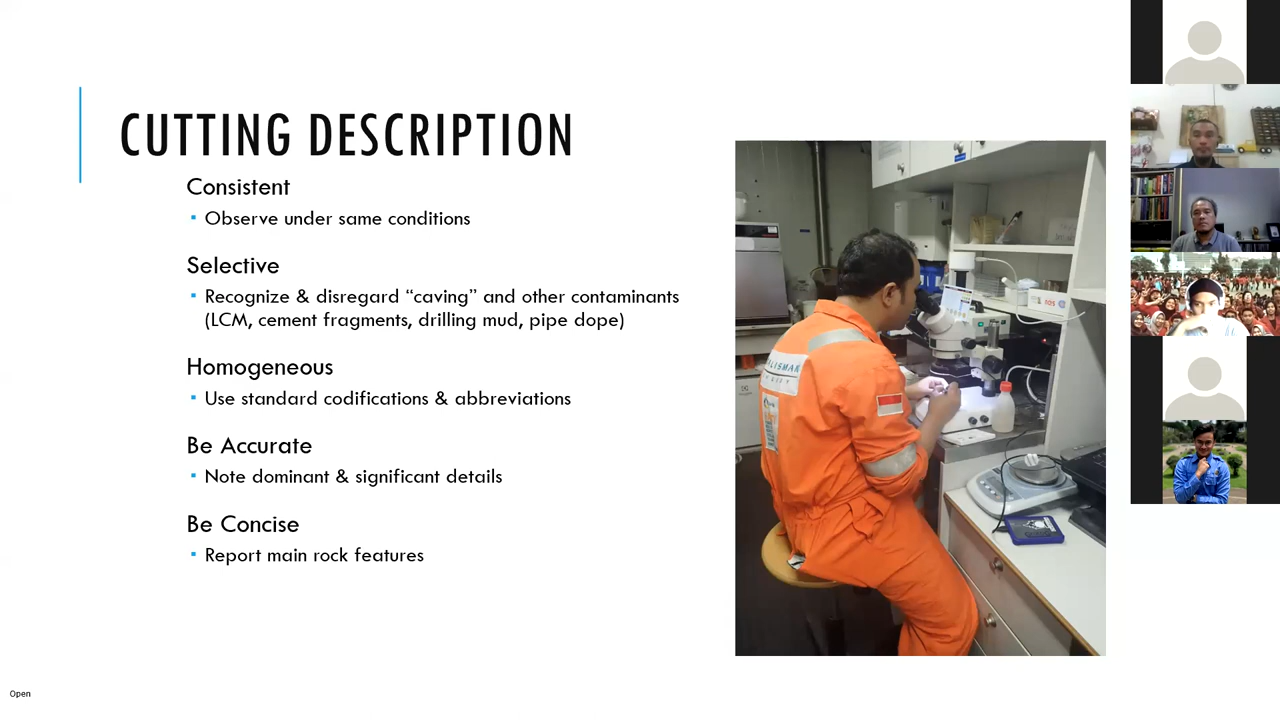 CUTTING DESCRIPTION
Consistent
▪ Observe under same conditions
Selective
▪ Recognize & disregard “caving” and other contaminants
(LCM, cement fragments, drilling mud, pipe dope)
Homogeneous
▪ Use standard codifications & abbreviations
Be Accurate
▪ Note dominant & significant details
Be Concise
▪ Report main rock features
Open